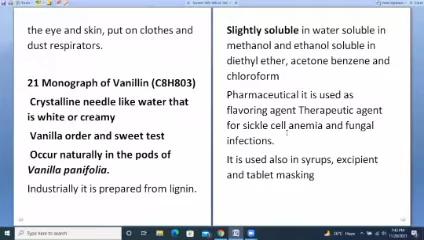 the eye and skin, put on clothes and
dust respirators.
21 Monograph of Vanillin (C8H803)
Crystalline needle like water that
is white or creamy
Vanilla order and sweet test
Occur naturally in the pods of
Vanilla panifolia.
Industrially it is prepared from lignin.
Slightly soluble in water soluble in
methanol and ethanol soluble in
diethyl ether, acetone benzene and
chloroform
Pharmaceutical it is used as
flavoring agent Therapeutic agent
for sickle cell anemia and fungal
infections.
It is used also in syrups, excipient
and tablet masking
Type here to search